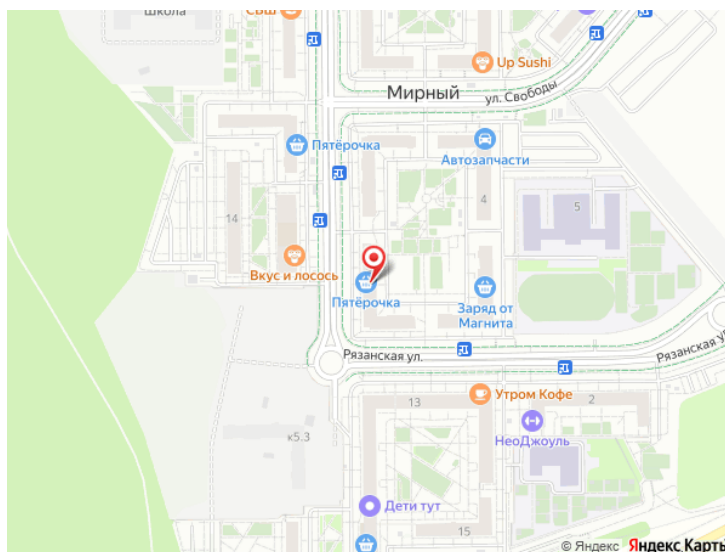 школа
СВШ
Up Sushi
Мирный
ул. Свободы
Пятёрочка
Автозапчасти
4
5
14
Вкус и лосось
Пятёрочка
Заряд от
Магнита
Рязанская ул.
Рязанская ул
13
Утром Кофе
2
НеоДжоуль
к5.3
Дети тут
15
© Яндекс Яндекс Карты